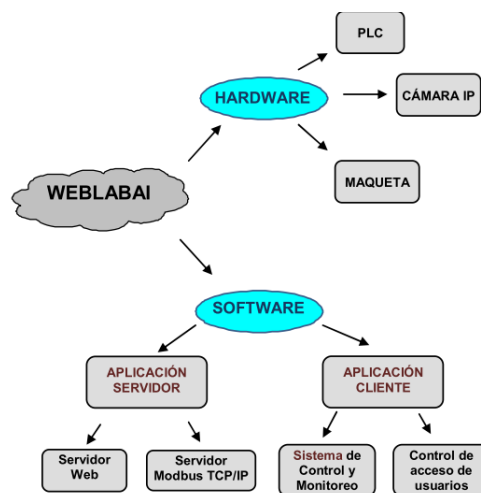 PLC
HARDWARE
CÁMARA IP
MAQUETA
WEBLABAI
SOFTWARE
APLICACIÓN
SERVIDOR
APLICACIÓN
CLIENTE
Servidor
Web
Servidor
Modbus TCP/IP
Sistema de
Control y
Monitoreo
Control de
acceso de
usuarios